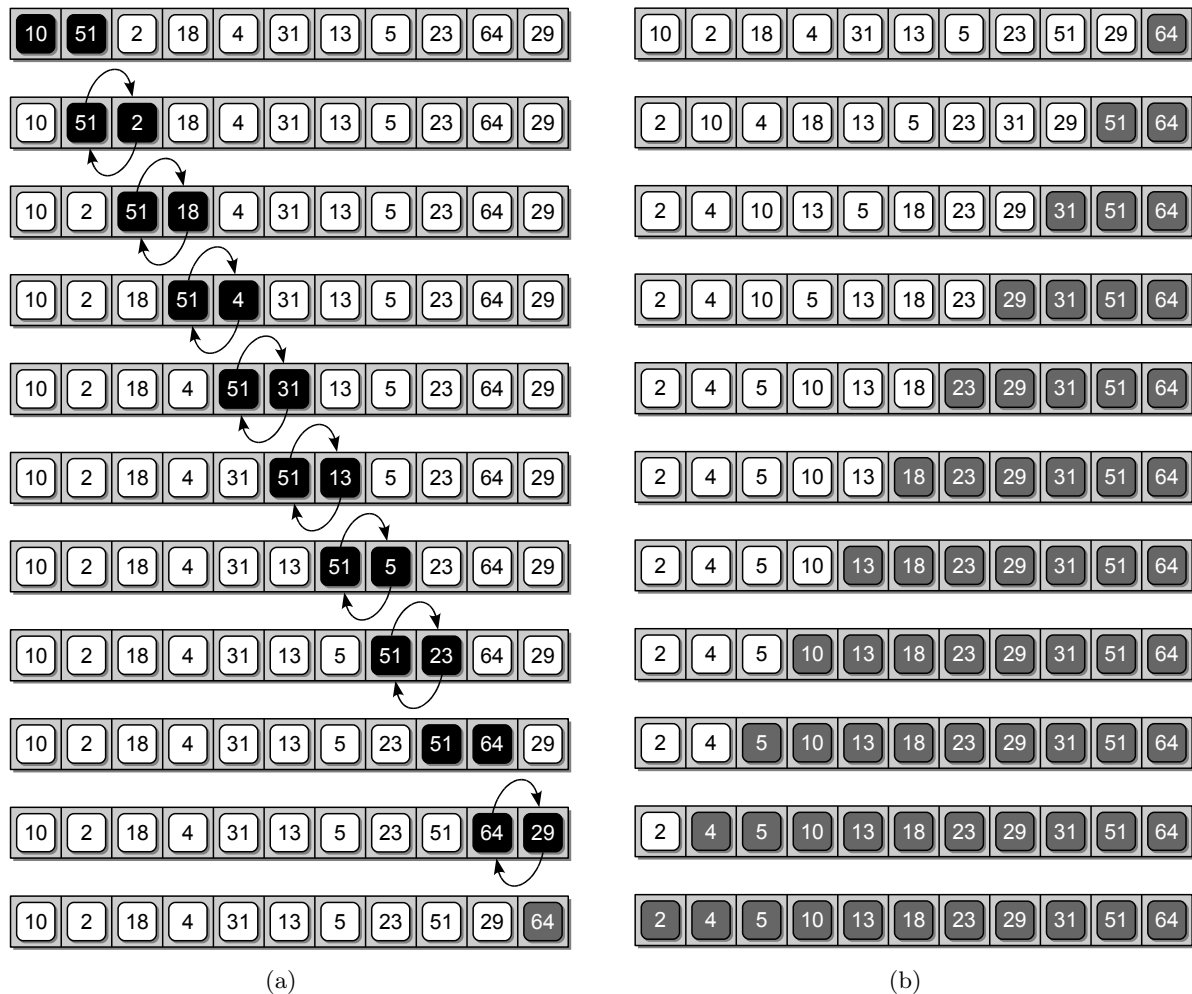 10 51 2 18 4 31 13 5 23 64 29
10 51 2 18 4 31 13 5 23 64 29
10 2 51 18 4 31 13 5 23 64 29
10 2 18 51 4 31 13 5 23 64 29
10 2 18 4 51 31 13 5 23 64 29
10 2 18 4 31 51 13 5 23 64 29
10 2 18 4 31 13 51 5 23 64 29
10 2 18 4 31 13 5 51 23 64 29
10 2 18 4 31 13 5 23 51 64 29
10 2 18 4 31 13 5 23 51 64 29
10 2 18 4 31 13 5 23 51 29 64
(a)
10 2 18 4 31 13 5 23 51 29 64
2 10 4 18 13 5 23 31 29 51 64
2 4 10 13 5 18 23 29 31 51 64
2 4 10 5 13 18 23 29 31 51 64
2 4 5 10 13 18 23 29 31 51 64
2 4 5 10 13 18 23 29 31 51 64
2 4 5 10 13 18 23 29 31 51 64
2 4 5 10 13 18 23 29 31 51 64
2 4 5 10 13 18 23 29 31 51 64
2 4 5 10 13 18 23 29 31 51 64
2 4 5 10 13 18 23 29 31 51 64
(b)